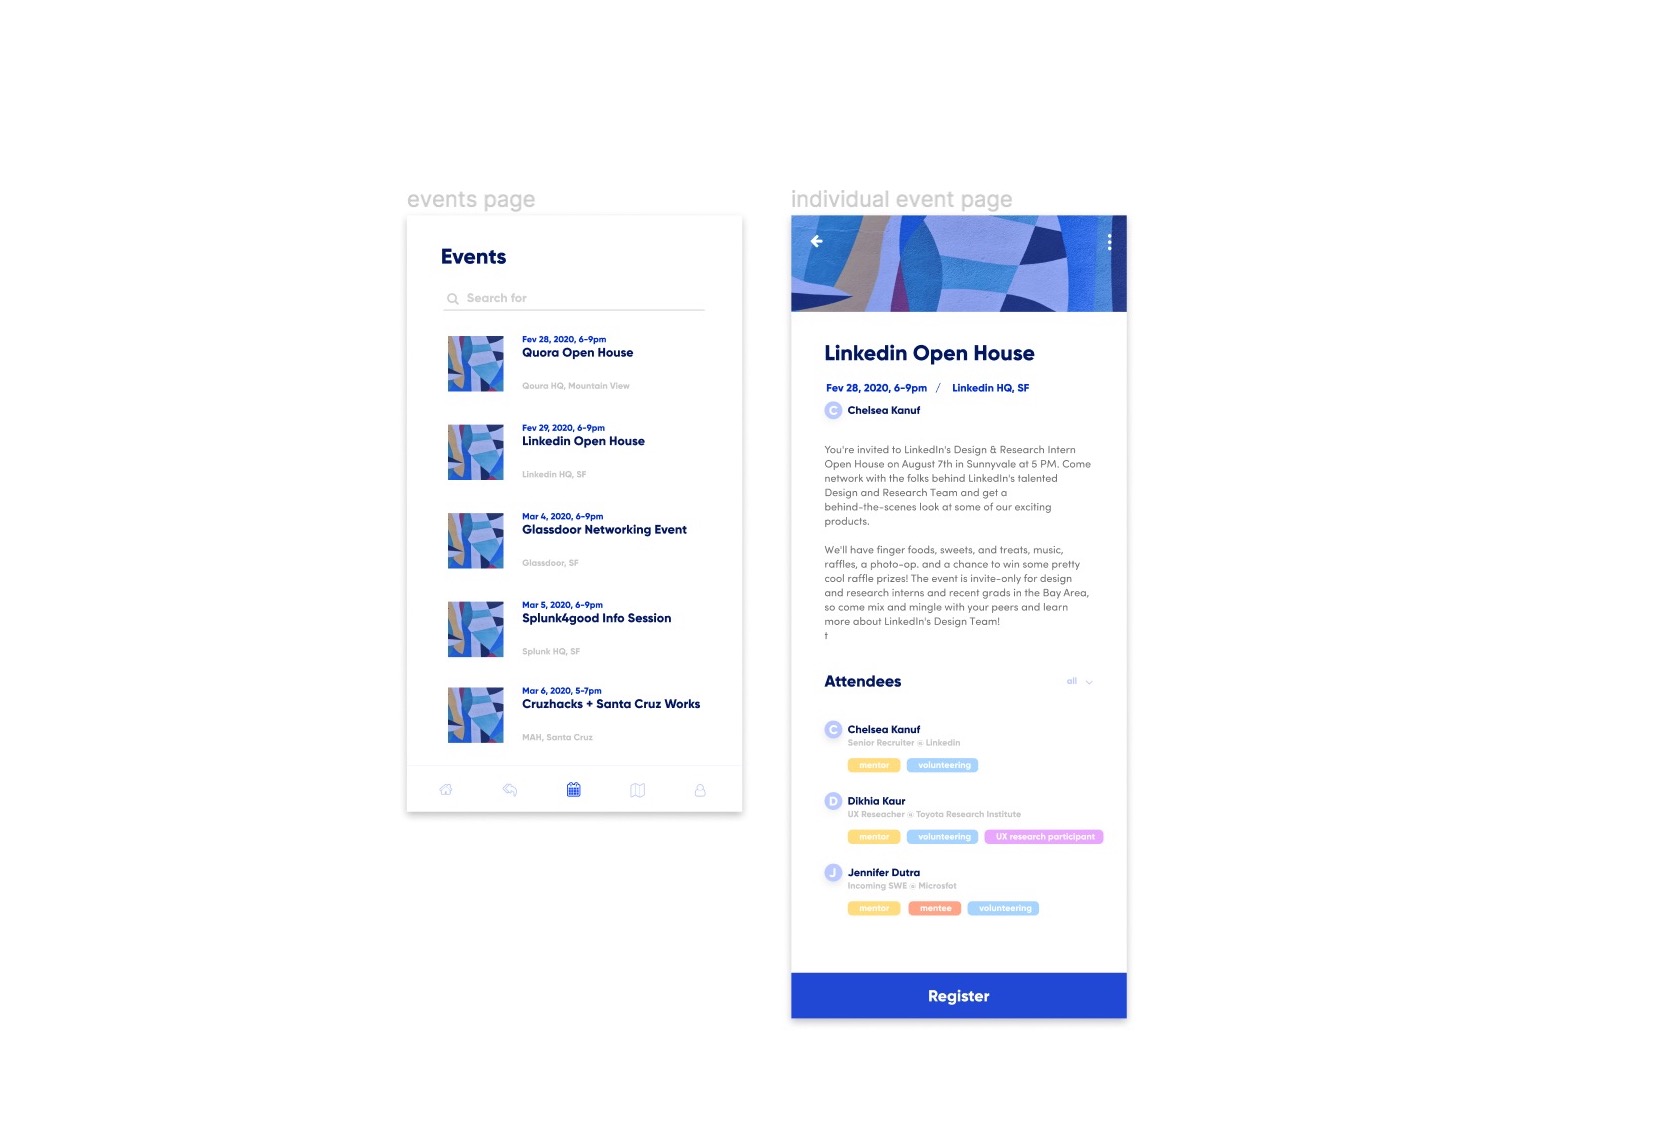 events page
Events
Search for
Fev 28, 2020, 6-9pm
Quora Open House
Qoura HQ, Mountain View
Fev 29, 2020, 6-9pm
Linkedin Open House
Linkedin HQ, SF
Mar 4, 2020, 6-9pm
Glassdoor Networking Event
Glassdoor, SF
Mar 5, 2020, 6-9pm
Splunk4good Info Session
Splunk HQ, SF
Mar 6, 2020, 5-7pm
Cruzhacks + Santa Cruz Works
MAH, Santa Cruz
individual event page
Linkedin Open House
Fev 28, 2020, 6-9pm / Linkedin HQ, SF
C Chelsea Kanuf
You're invited to LinkedIn's Design & Research Intern
Open House on August 7th in Sunnyvale at 5 PM. Come
network with the folks behind LinkedIn's talented
Design and Research Team and get a
behind-the-scenes look at some of our exciting
products.
We'll have finger foods, sweets, and treats, music,
raffles, a photo-op. and a chance to win some pretty
cool raffle prizes! The event is invite-only for design
and research interns and recent grads in the Bay Area,
so come mix and mingle with your peers and learn
more about LinkedIn's Design Team!
t
Attendees all
C Chelsea Kanuf
Senior Recruiter @ Linkedin
mentor volunteering
D Dikhia Kaur
UX Reseacher @ Toyota Research Institute
mentor volunteering UX research participant
J Jennifer Dutra
Incoming SWE @ Microsfot
mentor mentee volunteering
Register